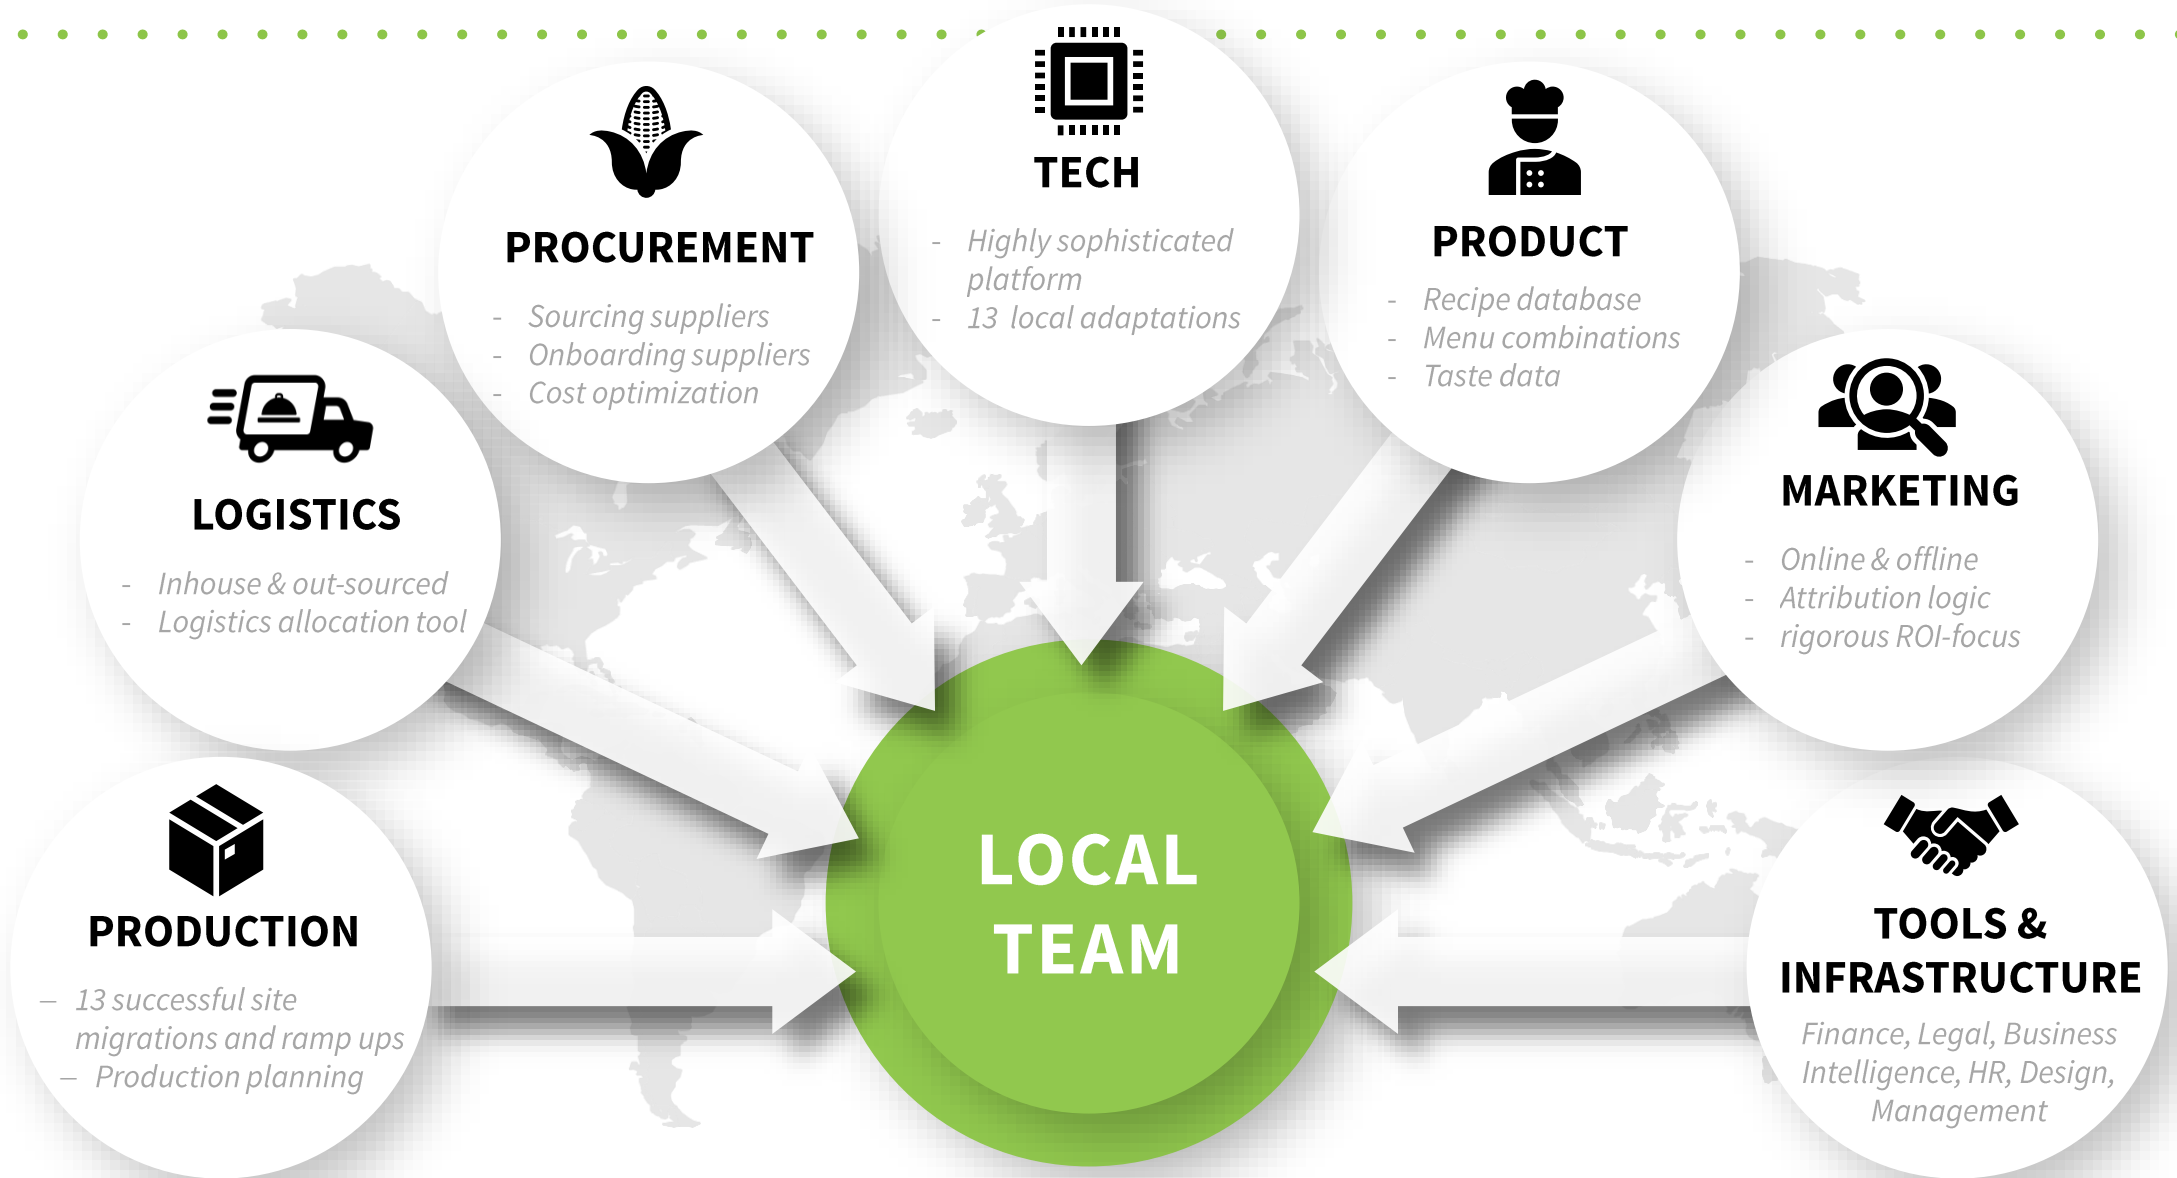 TECH
- Highly sophisticated
platform
- 13 local adaptations
PROCUREMENT
- Sourcing suppliers
- Onboarding suppliers
- Cost optimization
PRODUCT
- Recipe database
- Menu combinations
- Taste data
LOGISTICS
- Inhouse & out-sourced
- Logistics allocation tool
MARKETING
- Online & offline
- Attribution logic
- rigorous ROI-focus
PRODUCTION
– 13 successful site
migrations and ramp ups
– Production planning
LOCAL
TEAM
TOOLS &
INFRASTRUCTURE
Finance, Legal, Business
Intelligence, HR, Design,
Management